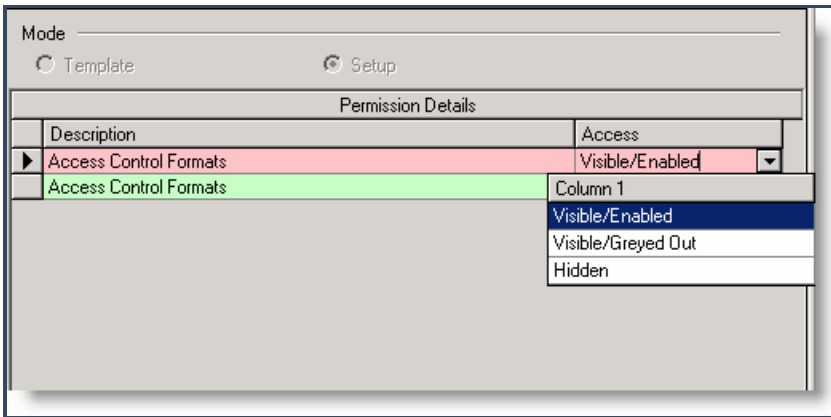 Mode
Template Setup
Permission Details
Description Access
Access Control Formats Visible/Enabled
Access Control Formats
Column 1
Visible/Enabled
Visible/Greyed Out
Hidden